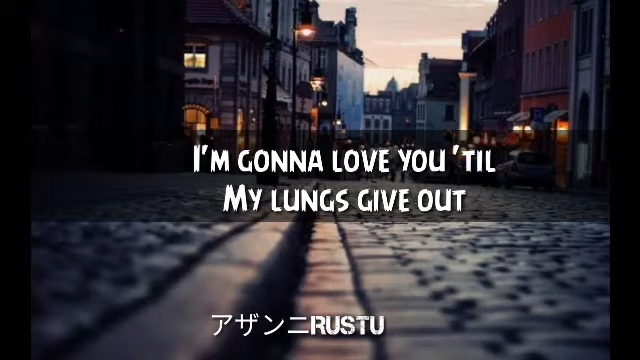 I'M GONNA LOVE YOU 'TIL
MY LUNGS GIVE OUT
アザンニRUSTU